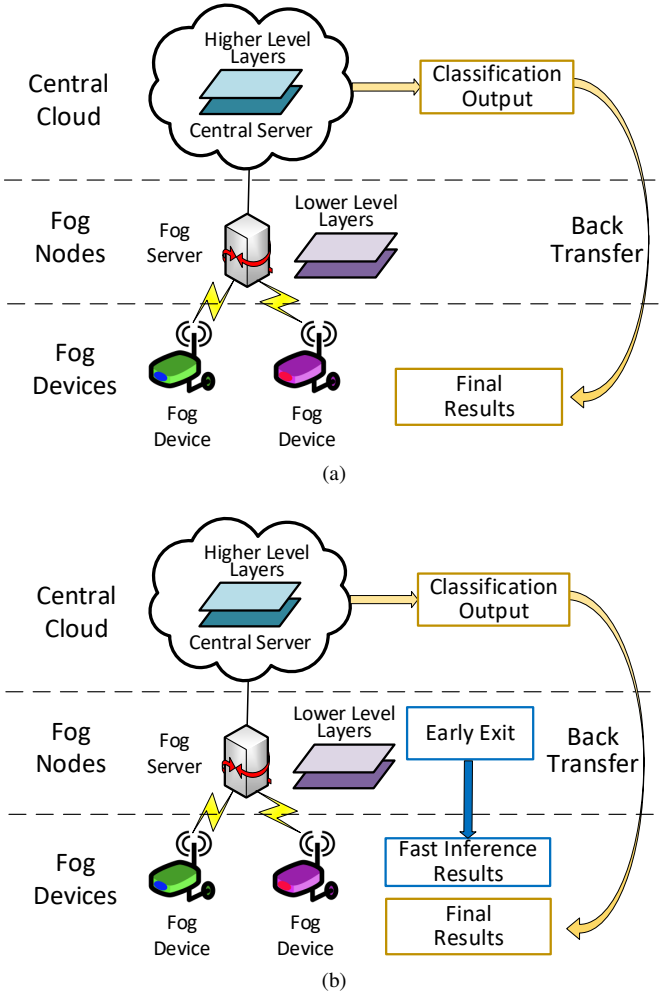 Higher Level
Layers
Central Server
Central
Cloud
Classification
Output
Fog
Nodes
Fog
Server
Lower Level
Layers
Back
Transfer
Fog
Devices
Fog
Device
Fog
Device
Final
Results
(a)
Higher Level
Layers
Central Server
Central
Cloud
Classification
Output
Fog
Nodes
Fog
Server
Lower Level
Layers
Early Exit
Back
Transfer
Fog
Devices
Fog
Device
Fog
Device
Fast Inference
Results
Final
Results
(b)